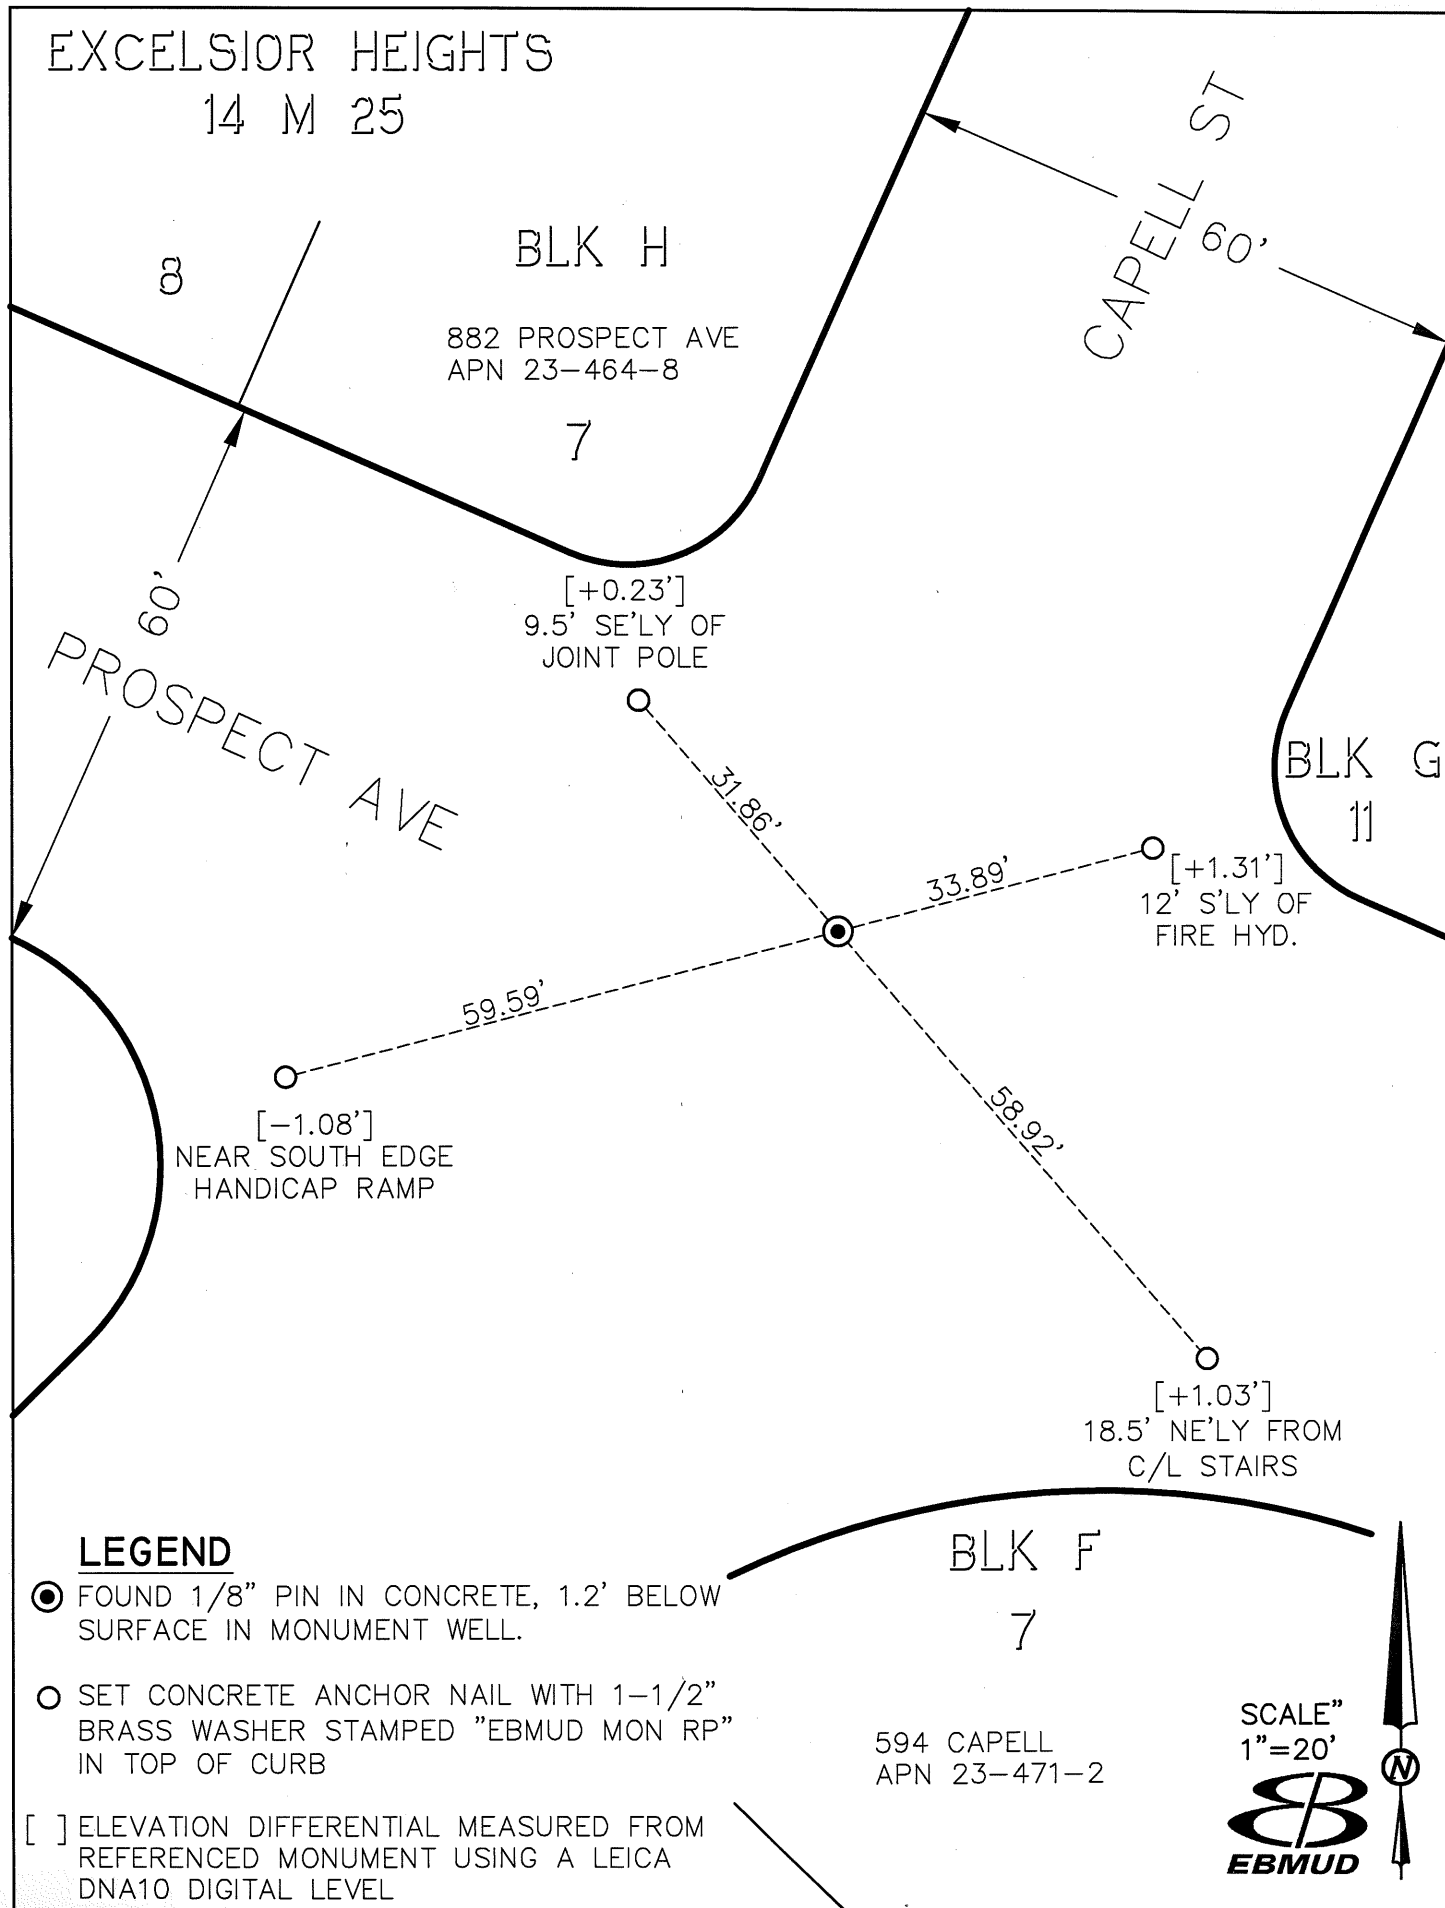 EXCELSIOR HEIGHTS
14 M 25
CAPELL ST
60'
BLK H
8
882 PROSPECT AVE
APN 23-464-8
7
60'
PROSPECT AVE
[+0.23']
9.5' SE'LY OF
JOINT POLE
31.86'
BLK G
11
33.89'
[+1.31']
12' S'LY OF
FIRE HYD.
59.59'
[-1.08']
NEAR SOUTH EDGE
HANDICAP RAMP
58.92'
[+1.03']
18.5' NE'LY FROM
C/L STAIRS
BLK F
7
594 CAPELL
APN 23-471-2
LEGEND
FOUND 1/8" PIN IN CONCRETE, 1.2' BELOW
SURFACE IN MONUMENT WELL.
SET CONCRETE ANCHOR NAIL WITH 1-1/2"
BRASS WASHER STAMPED "EBMUD MON RP"
IN TOP OF CURB
[ ] ELEVATION DIFFERENTIAL MEASURED FROM
REFERENCED MONUMENT USING A LEICA
DNA10 DIGITAL LEVEL
SCALE"
1"=20'
N
EBMUD